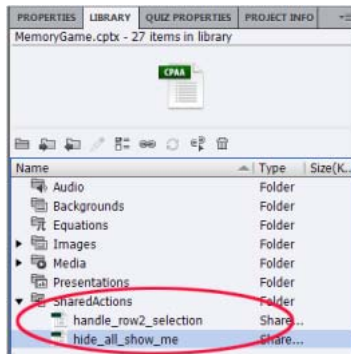 PROPERTIES LIBRARY QUIZ PROPERTIES PROJECT INFO
MemoryGame.cptx - 27 items in library
CPAA
Name Type Size(K...
Audio Folder
Backgrounds Folder
Equations Folder
Images Folder
Media Folder
Presentations Folder
SharedActions Folder
handle_row2_selection Share...
hide_all_show_me Share...